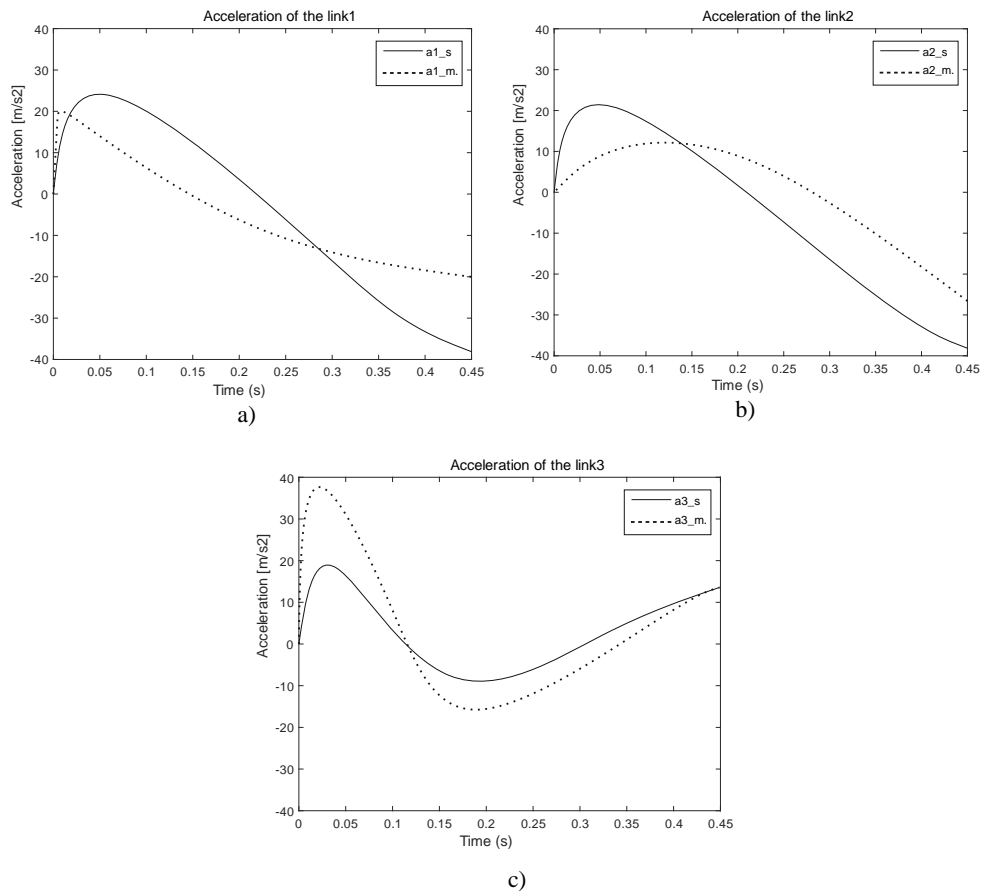 Acceleration of the link1
40
30
20
10
0
-10
-20
-30
-40
Acceleration [m/s2]
a1_s
a1_m.
0 0.05 0.1 0.15 0.2 0.25 0.3 0.35 0.4 0.45
Time (s)
a)
Acceleration of the link2
40
30
20
10
0
-10
-20
-30
-40
Acceleration [m/s2]
a2_s
a2_m.
0 0.05 0.1 0.15 0.2 0.25 0.3 0.35 0.4 0.45
Time (s)
b)
Acceleration of the link3
40
30
20
10
0
-10
-20
-30
-40
Acceleration [m/s2]
a3_s
a3_m.
0 0.05 0.1 0.15 0.2 0.25 0.3 0.35 0.4 0.45
Time (s)
c)